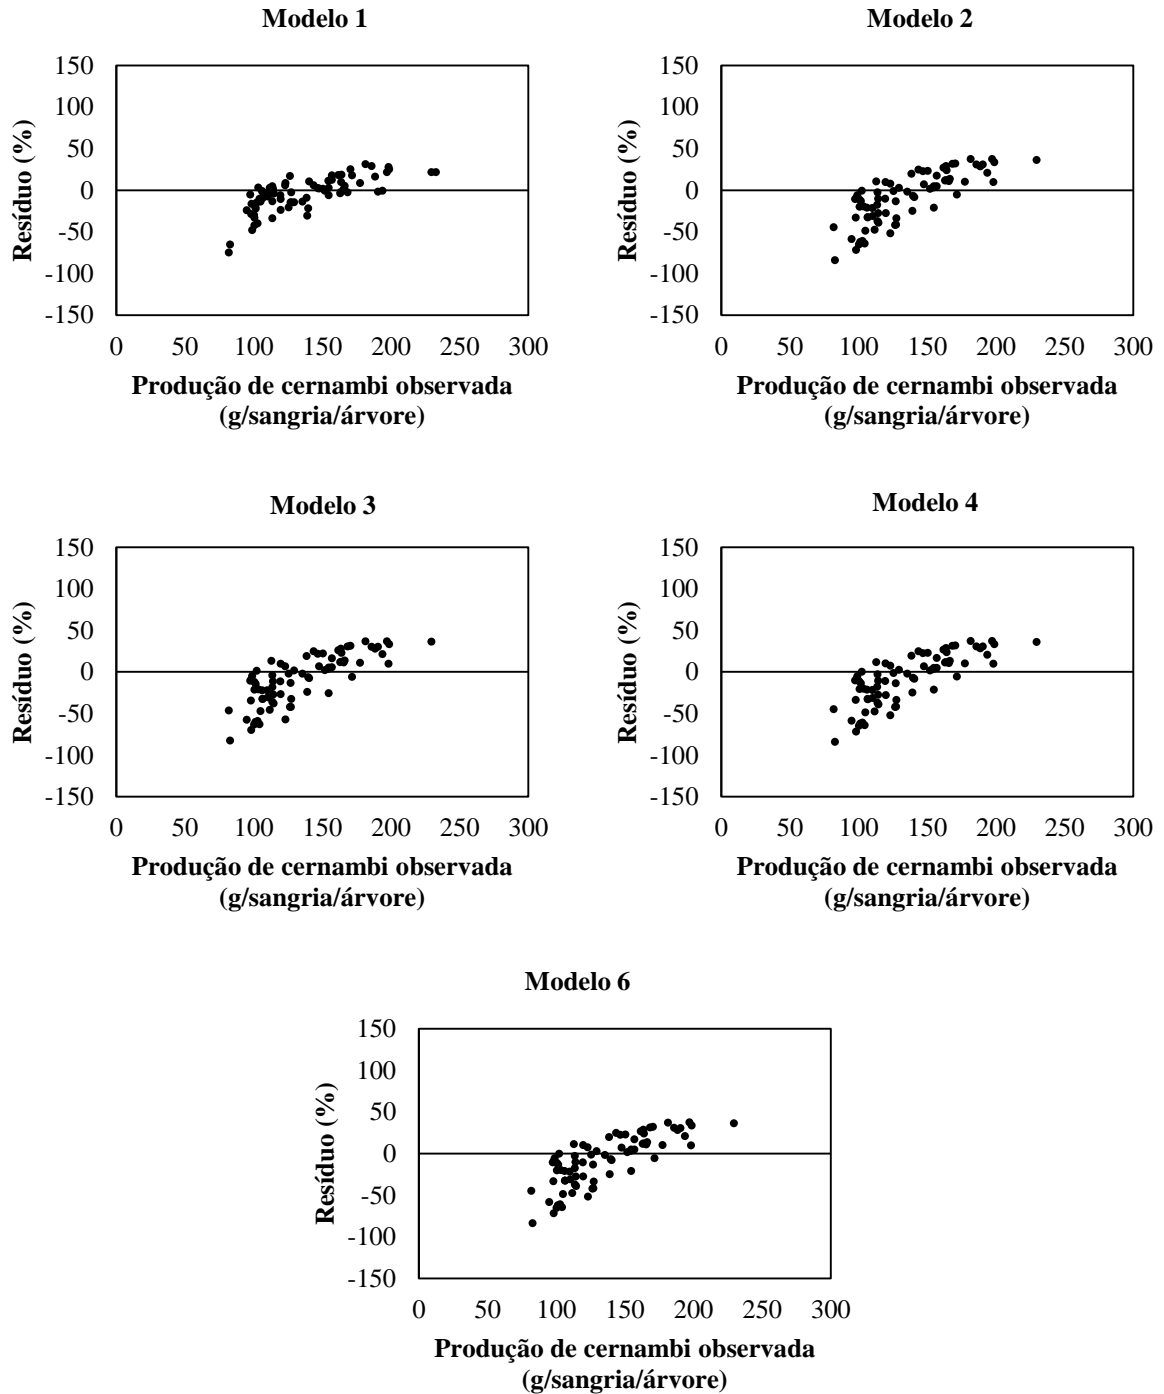 Modelo 1
150
100
50
0
-50
-100
-150
Resíduo (%)
0 50 100 150 200 250 300
Produção de cernambi observada
(g/sangria/árvore)
Modelo 2
150
100
50
0
-50
-100
-150
Resíduo (%)
0 50 100 150 200 250 300
Produção de cernambi observada
(g/sangria/árvore)
Modelo 3
150
100
50
0
-50
-100
-150
Resíduo (%)
0 50 100 150 200 250 300
Produção de cernambi observada
(g/sangria/árvore)
Modelo 4
150
100
50
0
-50
-100
-150
Resíduo (%)
0 50 100 150 200 250 300
Produção de cernambi observada
(g/sangria/árvore)
Modelo 6
150
100
50
0
-50
-100
-150
Resíduo (%)
0 50 100 150 200 250 300
Produção de cernambi observada
(g/sangria/árvore)